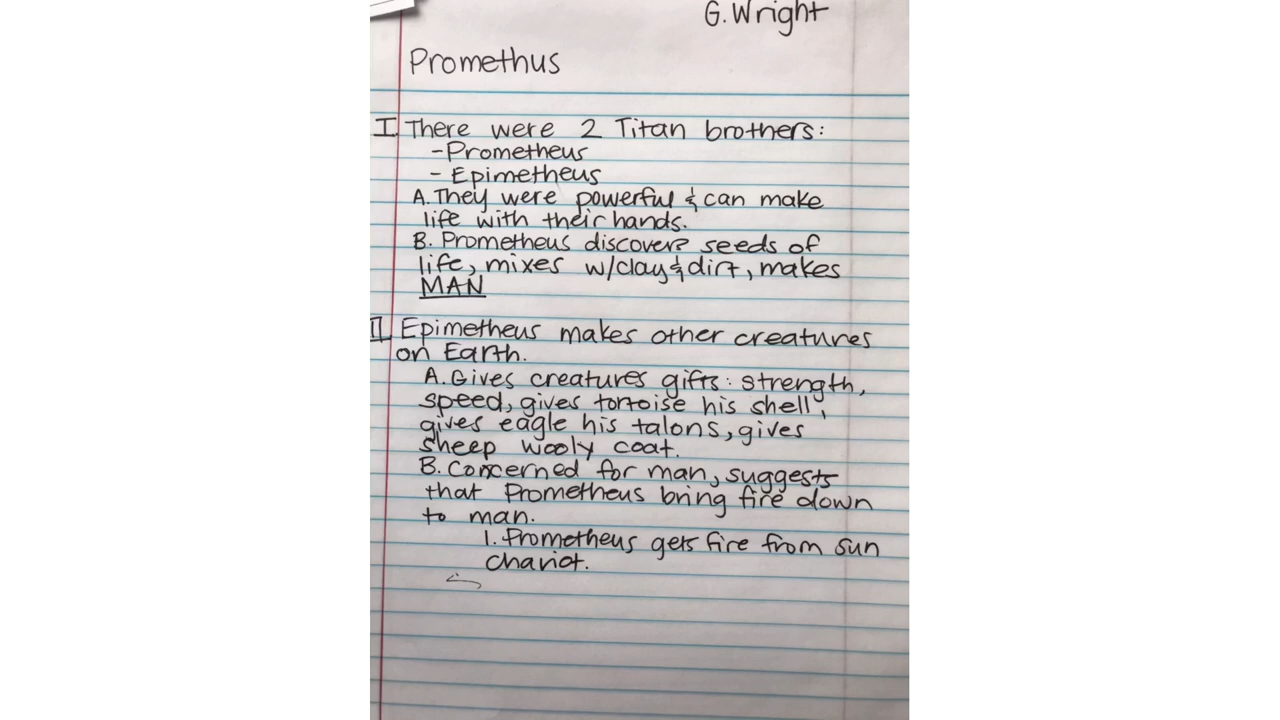 G. Wright
Promethus
I There were 2 Titan brothers:
- Prometheus
- Epimetheus
A. They were powerful & can make
life with their hands.
B. Prometheus discovers seeds of
life, mixes w/clay & dirt, makes
MAN
II Epimetheus makes other creatures
on Earth.
A. Gives creatures gifts: strength,
speed, gives tortoise his shell,
gives eagle his talons, gives
sheep wooly coat.
B. Concerned for man, suggests
that Prometheus bring fire down
to man.
1. Prometheus gets fire from sun
chariot.